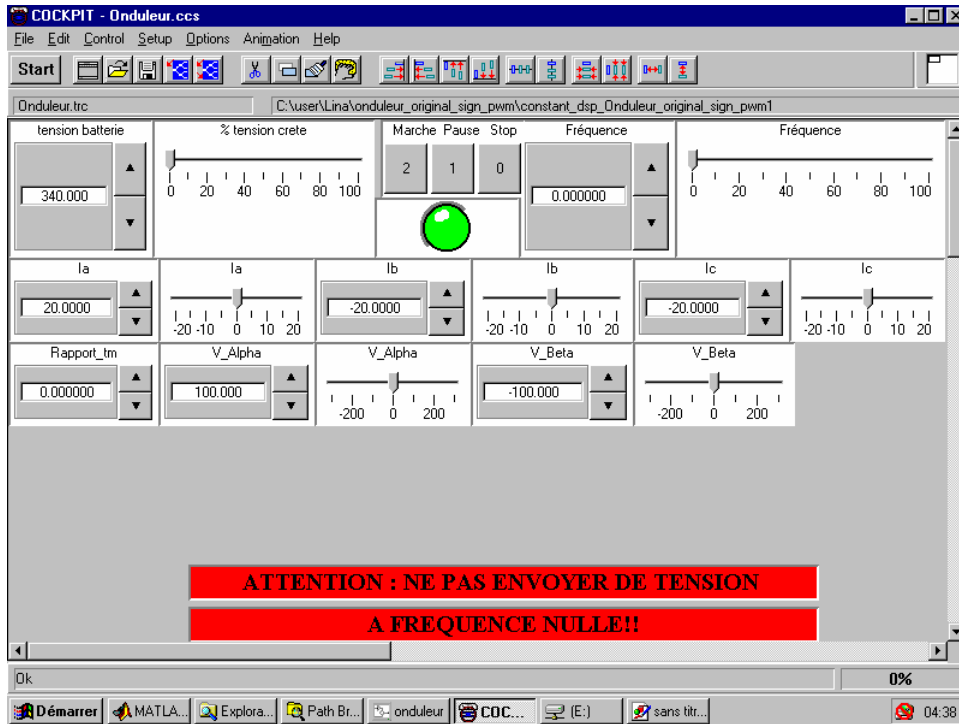 COCKPIT - Onduleur.ccs
File Edit Control Setup Options Animation Help
Start
Onduleur.trc C:\user\Lina\onduleur_original_sign_pwm\constant_dsp_Onduleur_original_sign_pwm1
tension batterie % tension crete Marche Pause Stop Fréquence Fréquence
2 1 0
340.000 0.000000
0 20 40 60 80 100 0 20 40 60 80 100
Ia Ia Ib Ib Ic Ic
20.0000 -20.0000 -20.0000
-20 -10 0 10 20 -20 -10 0 10 20 -20 -10 0 10 20
Rapport_tm V_Alpha V_Alpha V_Beta V_Beta
0.000000 100.000 -100.000
-200 0 200 -200 0 200
ATTENTION : NE PAS ENVOYER DE TENSION
A FREQUENCE NULLE!!
Ok 0%
Démarrer MATLA... Explora... Path Br... onduleur COC... (E:) sans titr... 04:38